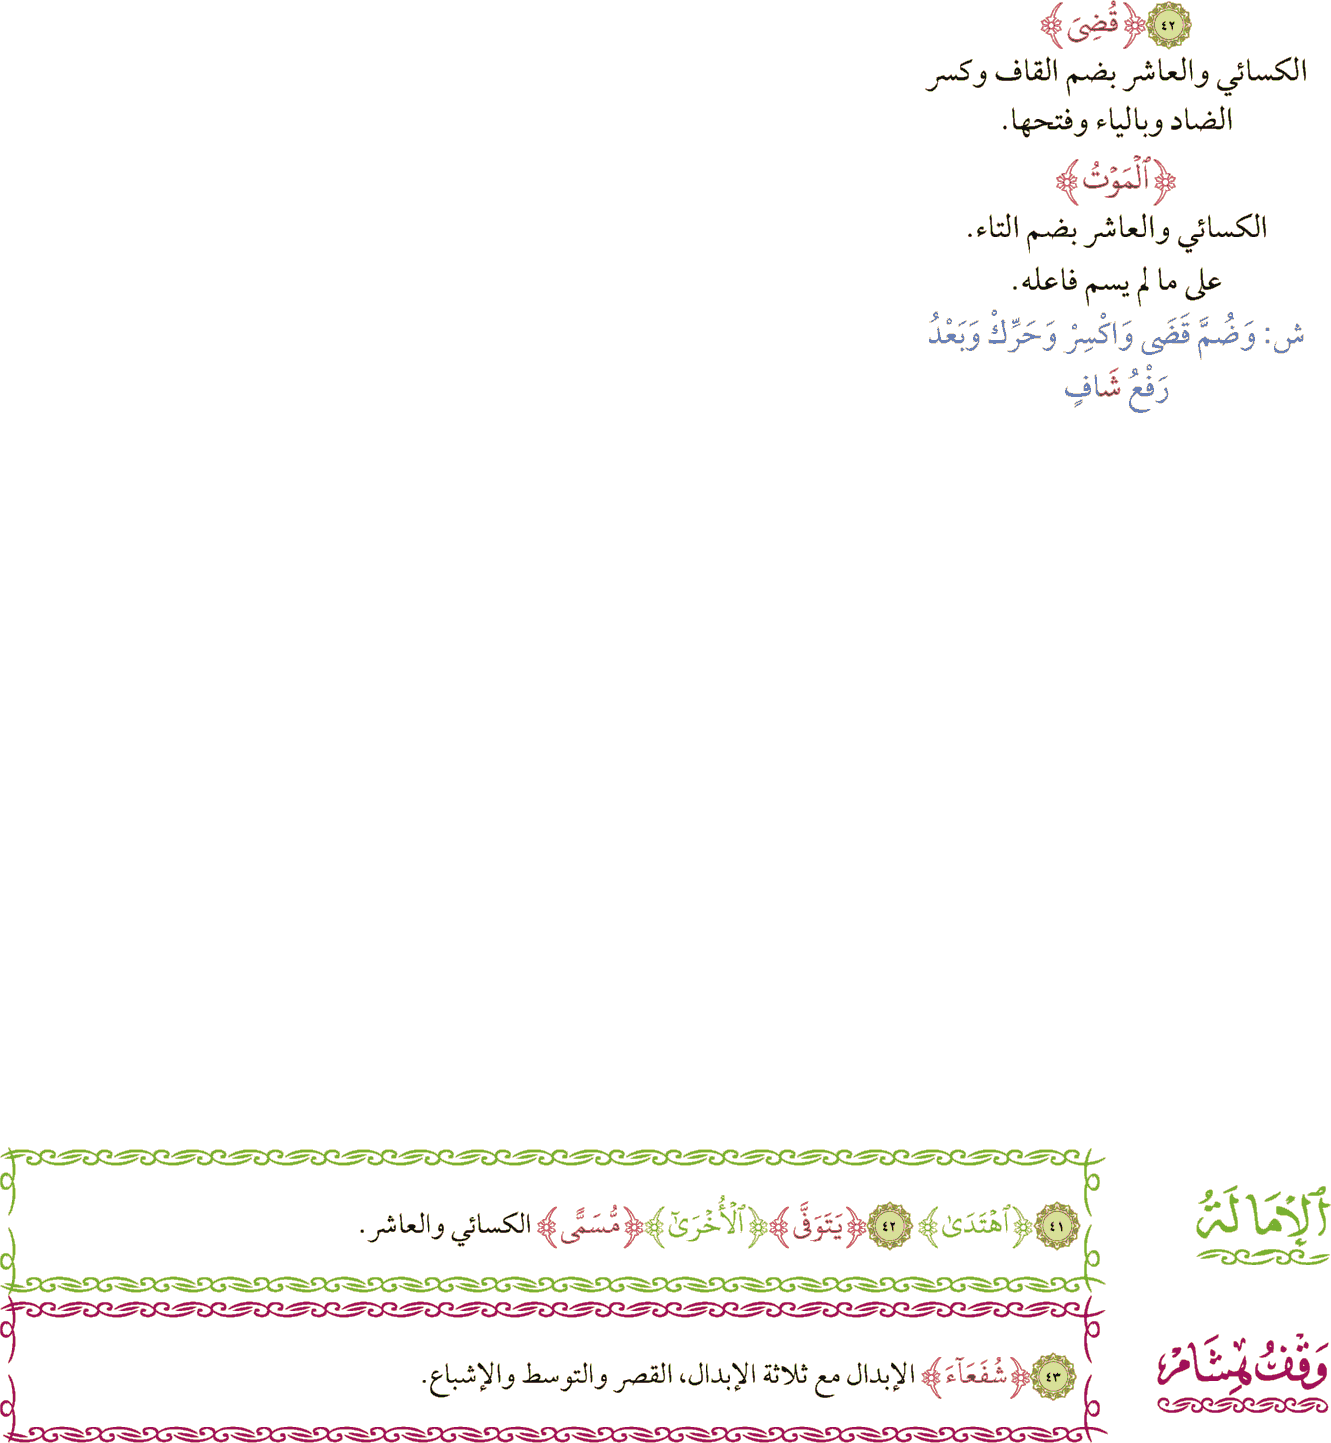 ٤٢ ﴿قُضِىَ﴾
الكسائي والعاشر بضم القاف وكسر
الضاد وبالياء وفتحها.
﴿ٱلْمَوْتُ﴾
الكسائي والعاشر بضم التاء.
على ما لم يسم فاعله.
ش: وَضُمَّ قَضَى وَاكْسِرْ وَحَرِّكْ وَبَعْدُ
رَفْعُ شَافٍ
ٱلْإِمَالَةُ
٤١ ﴿ٱهْتَدَىٰ﴾ ٤٢ ﴿يَتَوَفَّى﴾ ﴿ٱلْأُخْرَىٰٓ﴾ ﴿مُّسَمًّى﴾ الكسائي والعاشر.
وَقْفُ هِشَامْ
٤٣ ﴿شُفَعَآءَ﴾ الإبدال مع ثلاثة الإبدال، القصر والتوسط والإشباع.